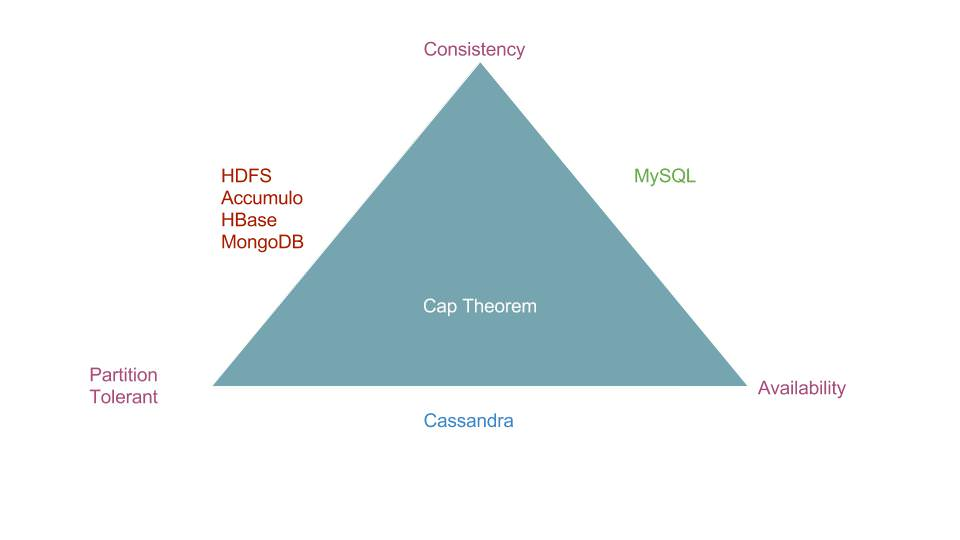 Consistency
HDFS
Accumulo
HBase
MongoDB
MySQL
Cap Theorem
Partition
Tolerant
Availability
Cassandra